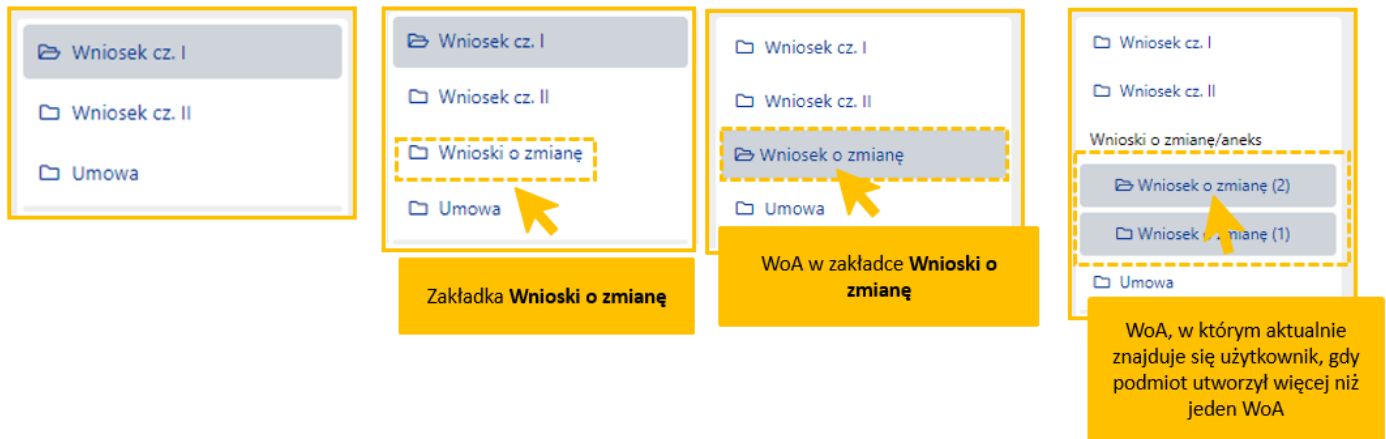 Wniosek cz. I
Wniosek cz. II
Umowa
Wniosek cz. I
Wniosek cz. II
Wnioski o zmianę
Umowa
Zakładka Wnioski o zmianę
Wniosek cz. I
Wniosek cz. II
Wniosek o zmianę
Umowa
WoA w zakładce Wnioski o
zmianę
Wniosek cz. I
Wniosek cz. II
Wnioski o zmianę/aneks
Wniosek o zmianę (2)
Wniosek o zmianę (1)
Umowa
WoA, w którym aktualnie
znajduje się użytkownik, gdy
podmiot utworzył więcej niż
jeden WoA